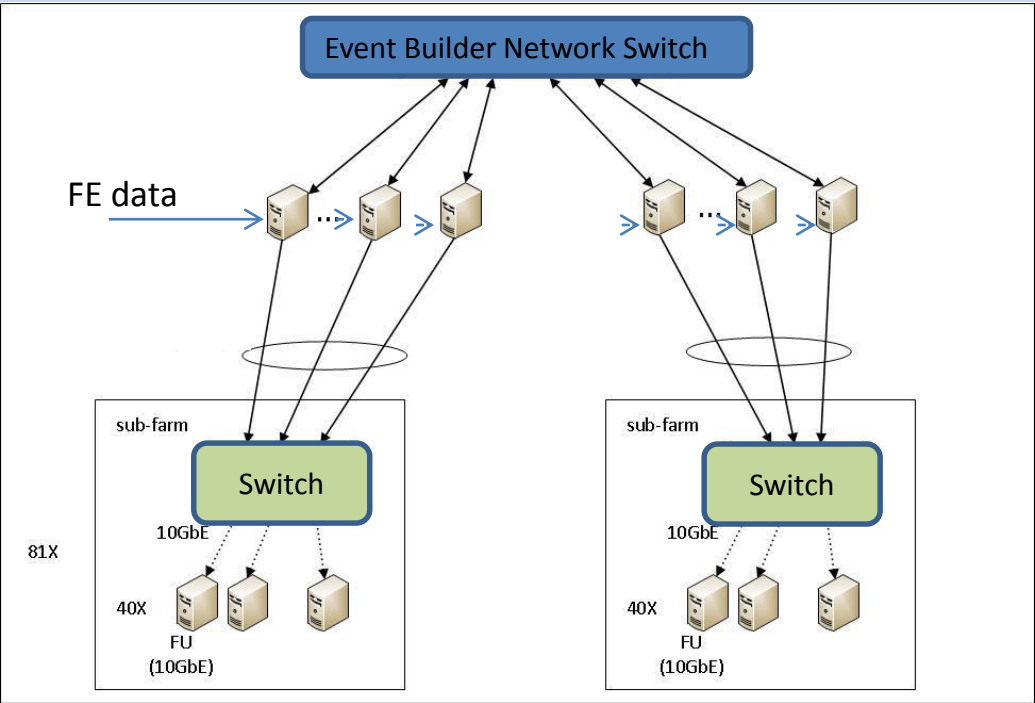 Event Builder Network Switch
FE data
...
...
sub-farm
sub-farm
Switch
Switch
10GbE
10GbE
81X
40X
40X
FU
(10GbE)
FU
(10GbE)